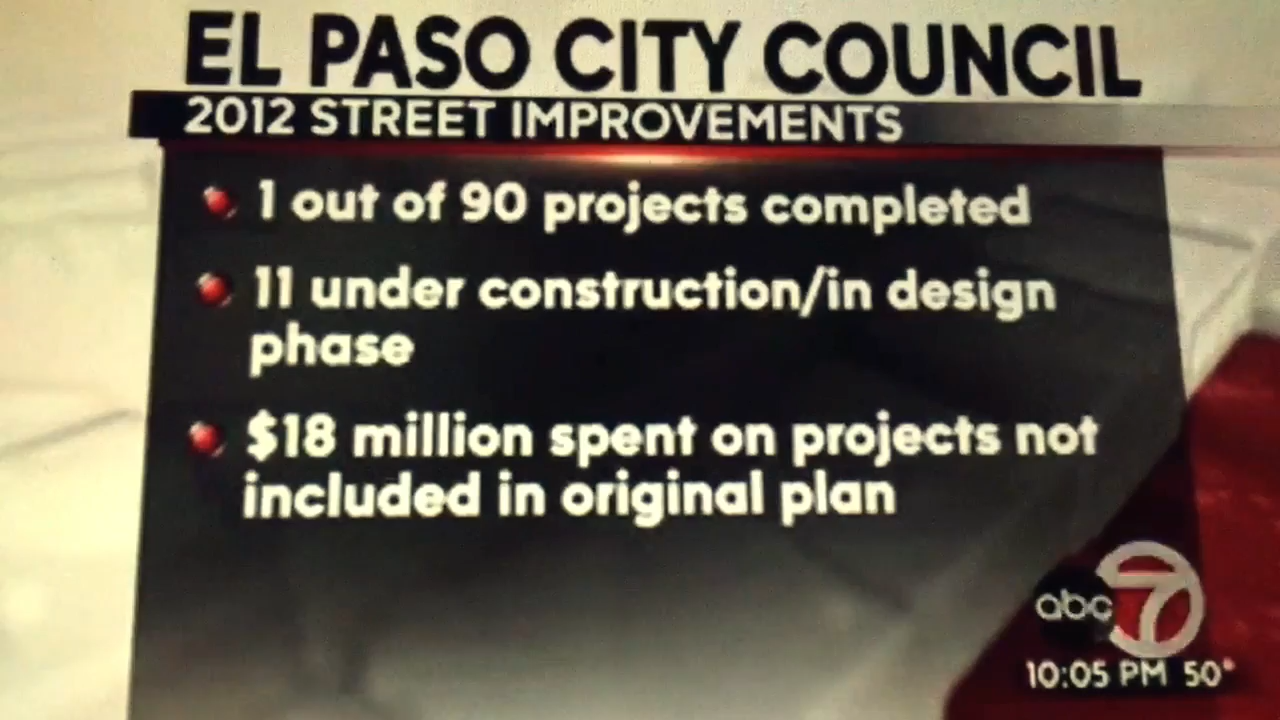 EL PASO CITY COUNCIL
2012 STREET IMPROVEMENTS
1 out of 90 projects completed
11 under construction/in design
phase
$18 million spent on projects not
included in original plan
abc 7
10:05 PM 50°